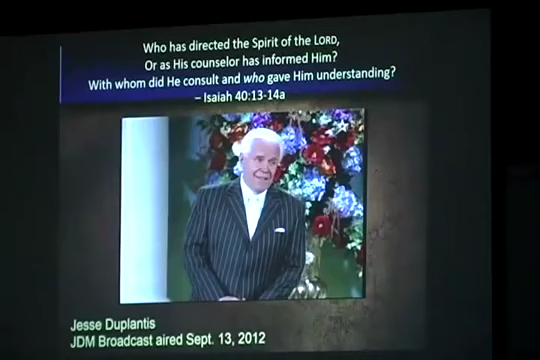 Who has directed the Spirit of the LORD,
Or as His counselor has informed Him?
With whom did He consult and who gave Him understanding?
– Isaiah 40:13-14a
Jesse Duplantis
JDM Broadcast aired Sept. 13, 2012